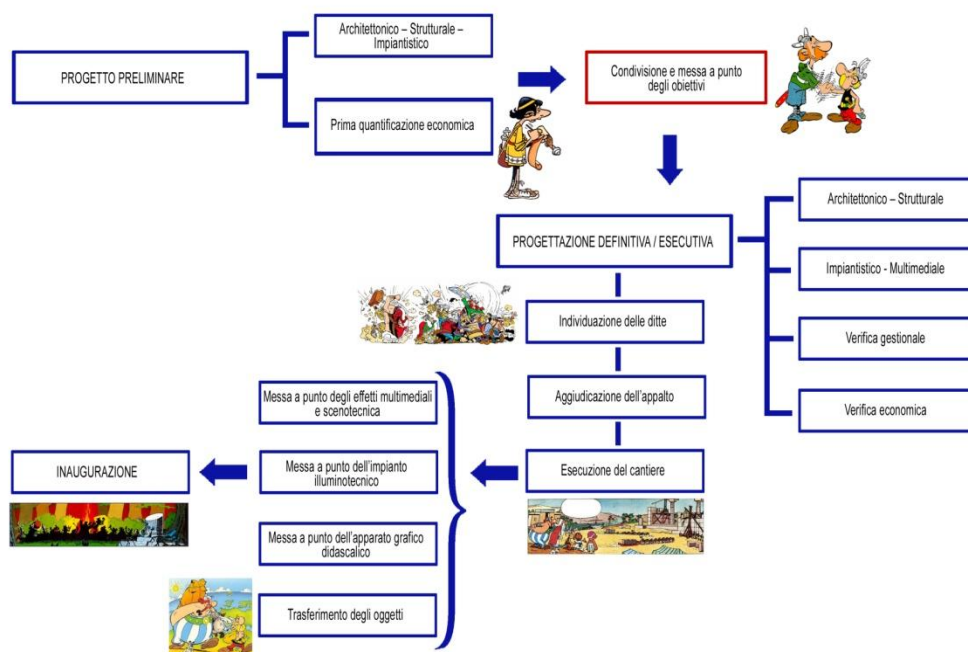 PROGETTO PRELIMINARE
Architettonico – Strutturale –
Impiantistico
Prima quantificazione economica
Condivisione e messa a punto
degli obiettivi
PROGETTAZIONE DEFINITIVA / ESECUTIVA
Architettonico – Strutturale
Impiantistico - Multimediale
Verifica gestionale
Verifica economica
Individuazione delle ditte
Aggiudicazione dell'appalto
Esecuzione del cantiere
Messa a punto degli effetti multimediali
e scenotecnica
Messa a punto dell'impianto
illuminotecnico
Messa a punto dell'apparato grafico
didascalico
Trasferimento degli oggetti
INAUGURAZIONE